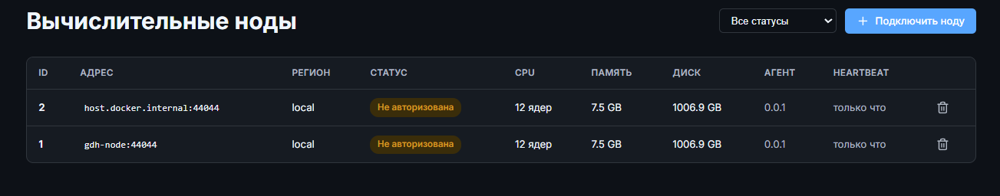 Вычислительные ноды
Все статусы
+ Подключить ноду
ID АДРЕС РЕГИОН СТАТУС CPU ПАМЯТЬ ДИСК АГЕНТ HEARTBEAT
2 host.docker.internal:44044 local Не авторизована 12 ядер 7.5 GB 1006.9 GB 0.0.1 только что
1 gdh-node:44044 local Не авторизована 12 ядер 7.5 GB 1006.9 GB 0.0.1 только что